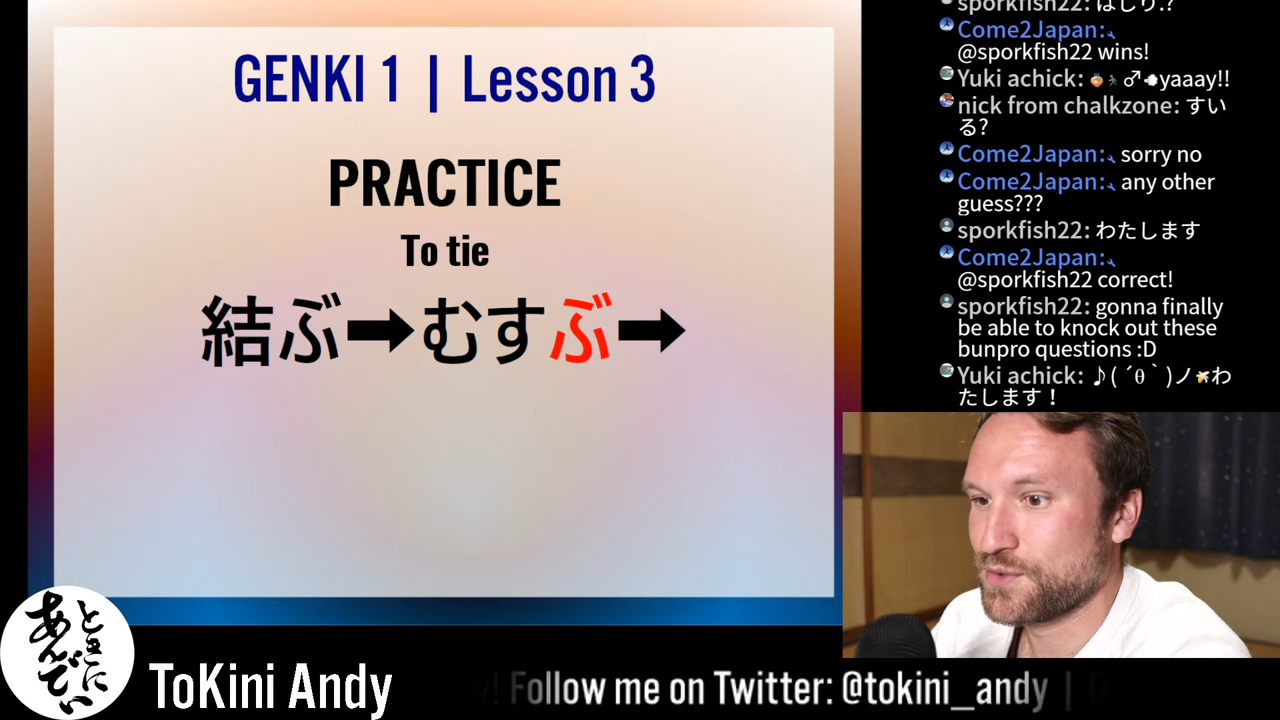 GENKI 1 | Lesson 3
PRACTICE
To tie
結ぶ➡むすぶ➡
sporkfish22: はしり.?
Come2Japan:
@sporkfish22 wins!
Yuki achick: ♂yaaay!!
nick from chalkzone: すい
る?
Come2Japan: sorry no
Come2Japan: any other
guess???
sporkfish22: わたします
Come2Japan:
@sporkfish22 correct!
sporkfish22: gonna finally
be able to knock out these
bunpro questions :D
Yuki achick: ♪( ´θ｀)ノわ
たします！
ときに
あんでぃ
ToKini Andy
Follow me on Twitter: @tokini_andy |